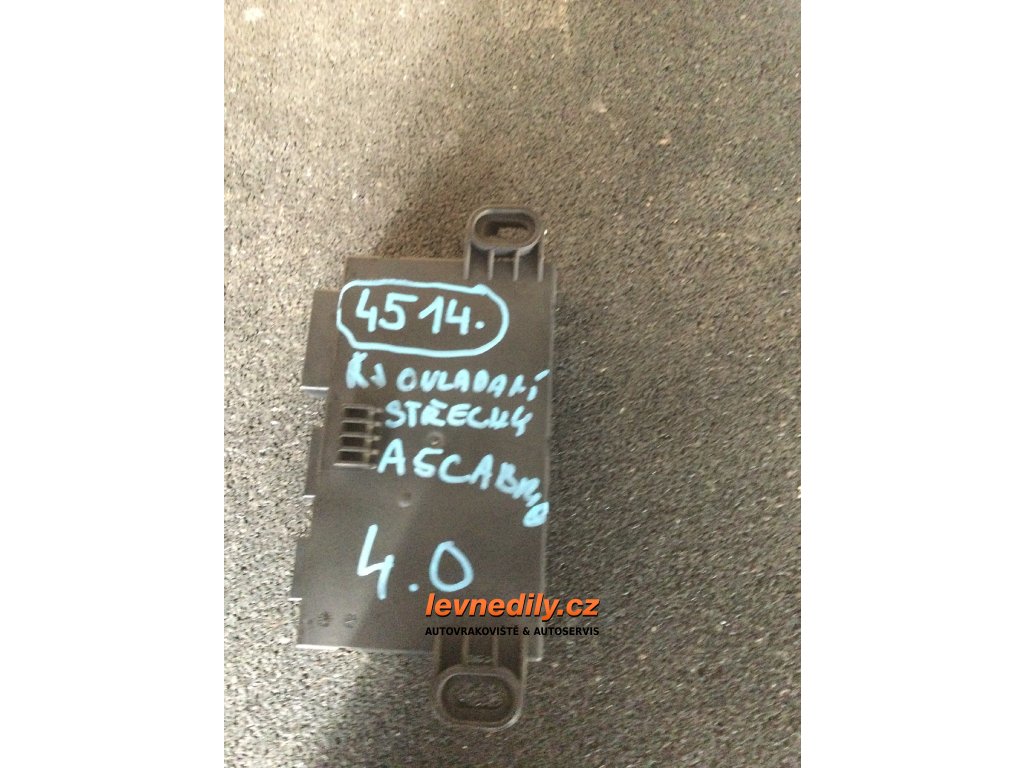 4514.
ŘJ OVLADANÍ
STŘECHY
A5CABRIO
4.0
levnedily.cz
AUTOVRAKOVIŠTĚ & AUTOSERVIS